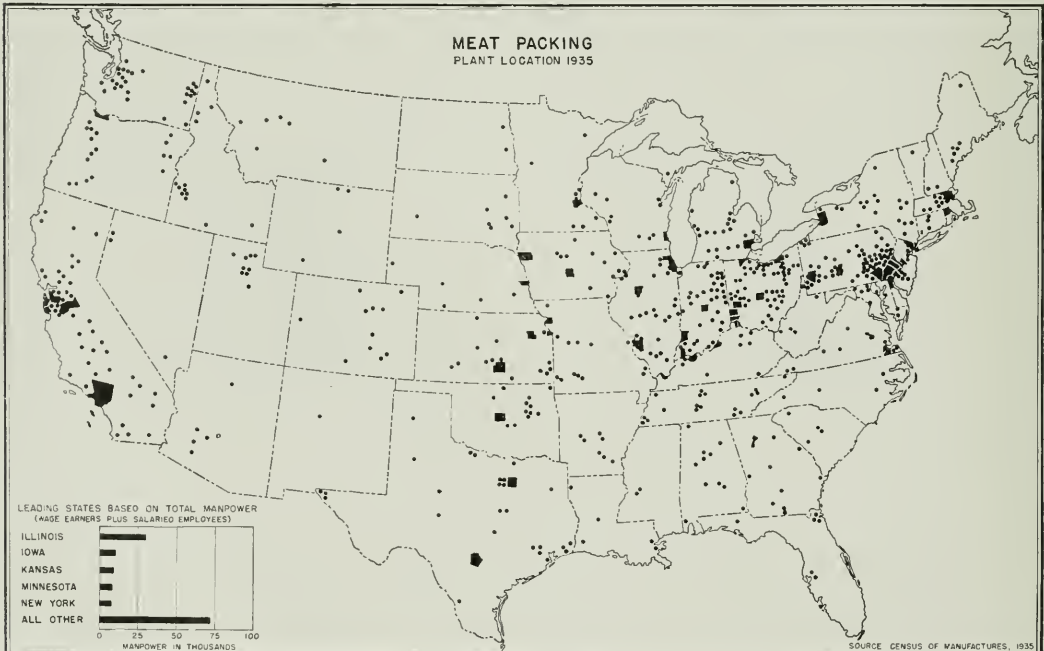 MEAT PACKING
PLANT LOCATION 1935
LEADING STATES BASED ON TOTAL MANPOWER
(WAGE EARNERS PLUS SALARIED EMPLOYEES)
ILLINOIS
IOWA
KANSAS
MINNESOTA
NEW YORK
ALL OTHER
0 25 50 75 100
MANPOWER IN THOUSANDS
SOURCE CENSUS OF MANUFACTURES, 1935